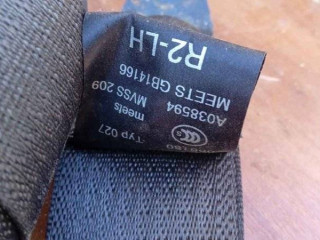 Typ 027
meets
MVSS 209
A038594
MEETS GB14166
R2-LH